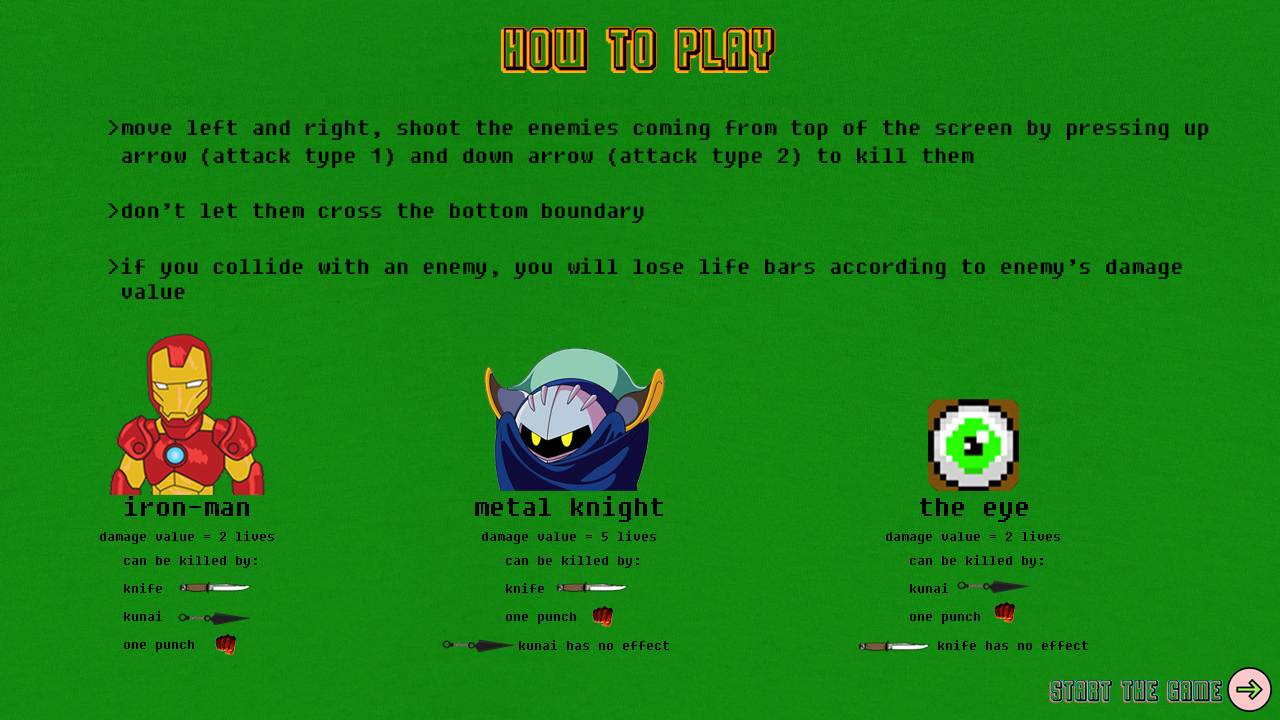 HOW TO PLAY
>move left and right, shoot the enemies coming from top of the screen by pressing up
arrow (attack type 1) and down arrow (attack type 2) to kill them
>don't let them cross the bottom boundary
>if you collide with an enemy, you will lose life bars according to enemy's damage
value
iron-man
damage value = 2 lives
can be killed by:
knife
kunai
one punch
metal knight
damage value = 5 lives
can be killed by:
knife
one punch
kunai has no effect
the eye
damage value = 2 lives
can be killed by:
kunai
one punch
knife has no effect
START THE GAME